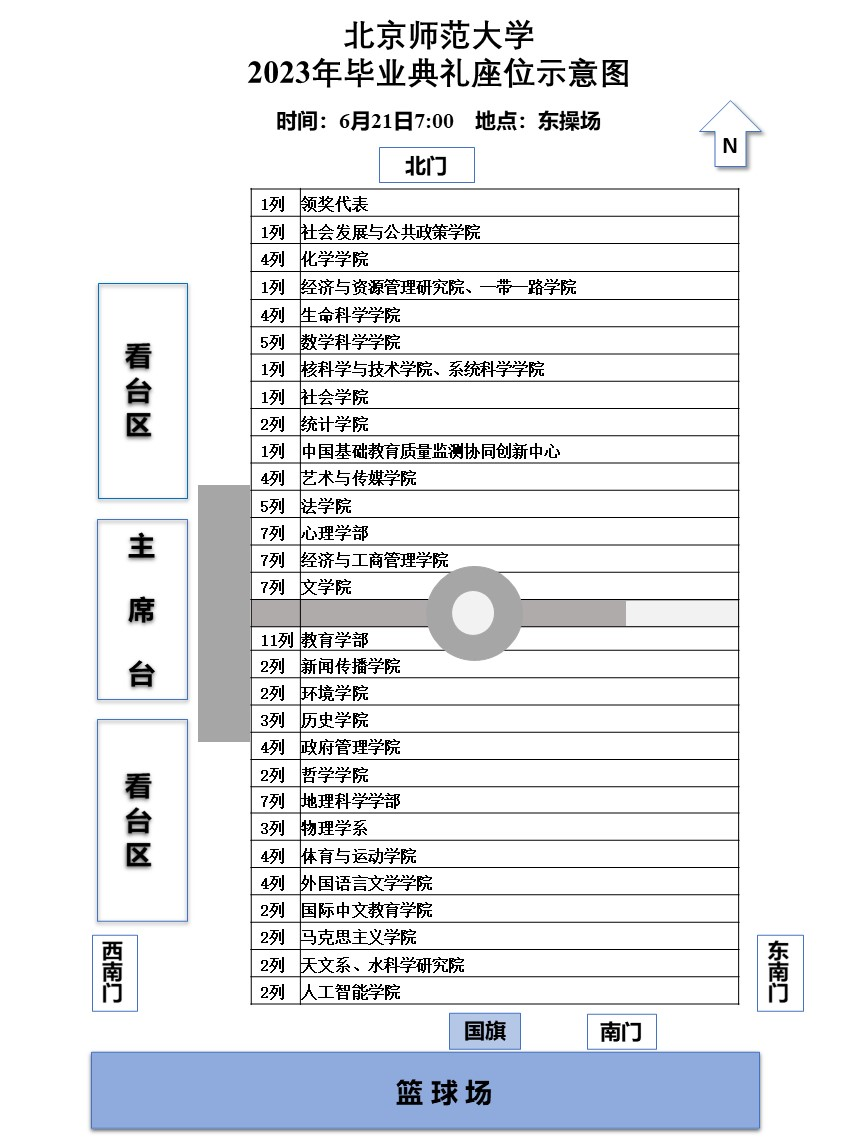 北京师范大学
2023年毕业典礼座位示意图
时间：6月21日7:00 地点：东操场
N
北门
1列 领奖代表
1列 社会发展与公共政策学院
4列 化学学院
1列 经济与资源管理研究院、一带一路学院
4列 生命科学学院
5列 数学科学学院
1列 核科学与技术学院、系统科学学院
1列 社会学院
2列 统计学院
1列 中国基础教育质量监测协同创新中心
4列 艺术与传媒学院
5列 法学院
7列 心理学部
7列 经济与工商管理学院
7列 文学院
11列 教育学部
2列 新闻传播学院
2列 环境学院
3列 历史学院
4列 政府管理学院
2列 哲学学院
7列 地理科学学部
3列 物理学系
4列 体育与运动学院
4列 外国语言文学学院
2列 国际中文教育学院
2列 马克思主义学院
2列 天文系、水科学研究院
2列 人工智能学院
看台区
主席台
看台区
西南门
东南门
国旗
南门
篮球场